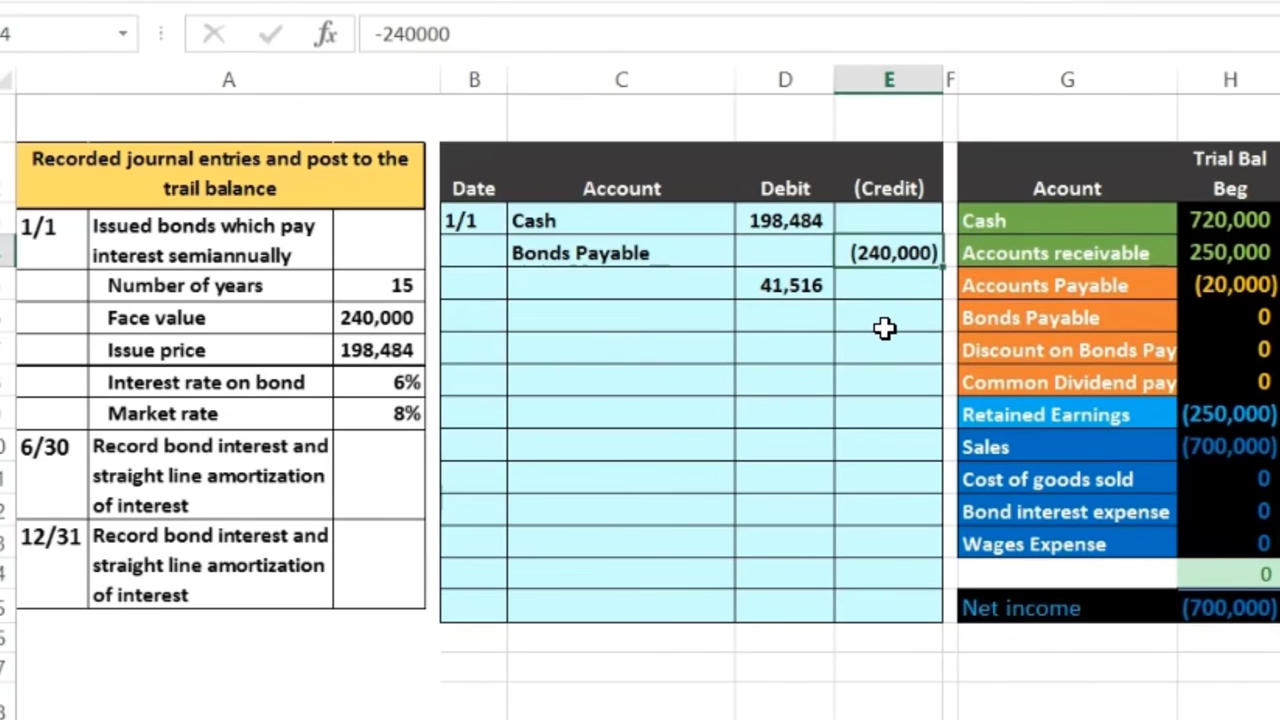 4 fx -240000
A B C D E F G H
Recorded journal entries and post to the
trail balance
1/1 Issued bonds which pay
interest semiannually
Number of years 15
Face value 240,000
Issue price 198,484
Interest rate on bond 6%
Market rate 8%
6/30 Record bond interest and
straight line amortization
of interest
12/31 Record bond interest and
straight line amortization
of interest
Date Account Debit (Credit)
1/1 Cash 198,484
Bonds Payable (240,000)
41,516
Trial Bal
Acount Beg
Cash 720,000
Accounts receivable 250,000
Accounts Payable (20,000)
Bonds Payable 0
Discount on Bonds Pay 0
Common Dividend pay 0
Retained Earnings (250,000)
Sales (700,000)
Cost of goods sold 0
Bond interest expense 0
Wages Expense 0
0
Net income (700,000)